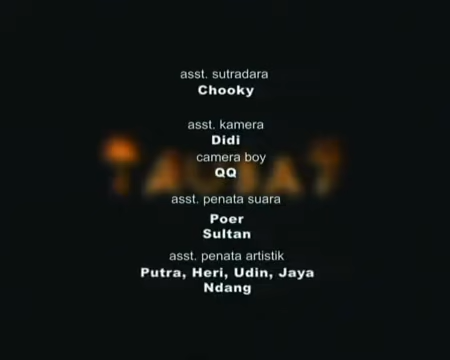 asst. sutradara
Chooky
asst. kamera
Didi
camera boy
QQ
asst. penata suara
Poer
Sultan
asst. penata artistik
Putra, Heri, Udin, Jaya
Ndang